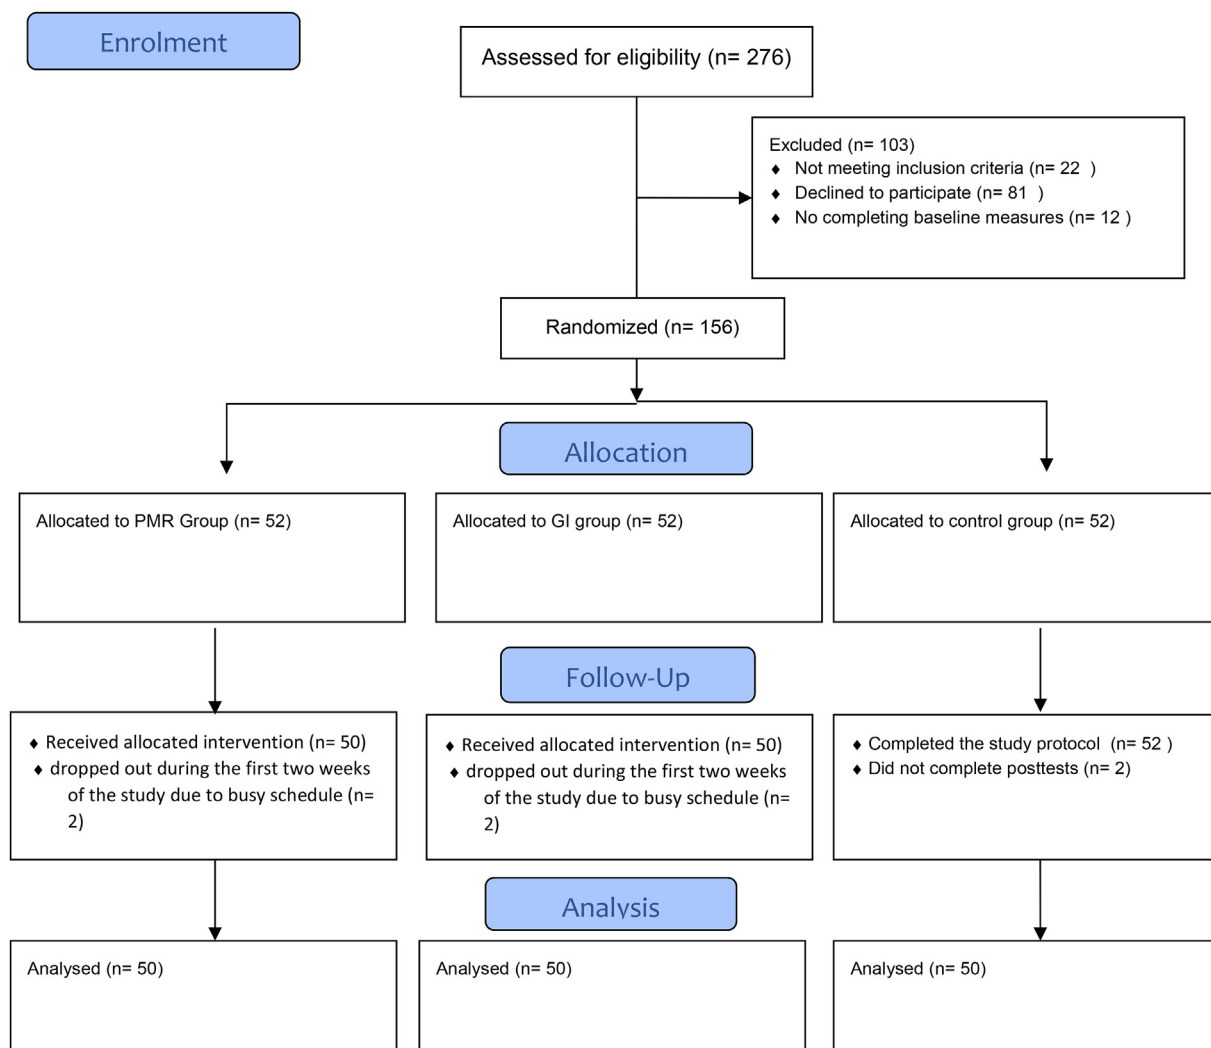 Enrolment
Assessed for eligibility (n= 276)
Excluded (n= 103)
♦ Not meeting inclusion criteria (n= 22 )
♦ Declined to participate (n= 81 )
♦ No completing baseline measures (n= 12 )
Randomized (n= 156)
Allocation
Allocated to PMR Group (n= 52)
Allocated to GI group (n= 52)
Allocated to control group (n= 52)
Follow-Up
♦ Received allocated intervention (n= 50)
♦ dropped out during the first two weeks
of the study due to busy schedule (n=
2)
♦ Received allocated intervention (n= 50)
♦ dropped out during the first two weeks
of the study due to busy schedule (n=
2)
♦ Completed the study protocol (n= 52 )
♦ Did not complete posttests (n= 2)
Analysis
Analysed (n= 50)
Analysed (n= 50)
Analysed (n= 50)